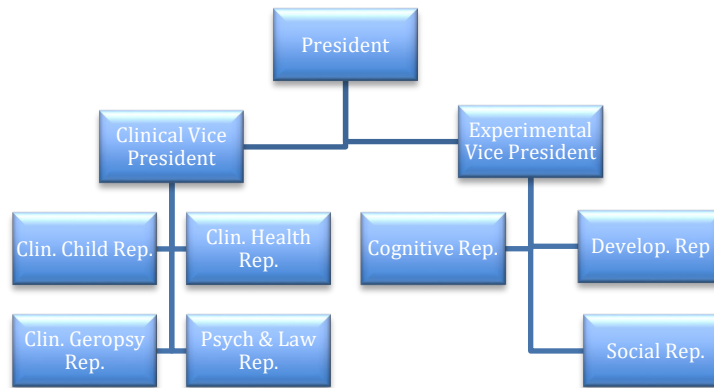 President
Clinical Vice
President
Experimental
Vice President
Clin. Child Rep.
Clin. Health
Rep.
Cognitive Rep.
Develop. Rep
Clin. Geropsy
Rep.
Psych & Law
Rep.
Social Rep.